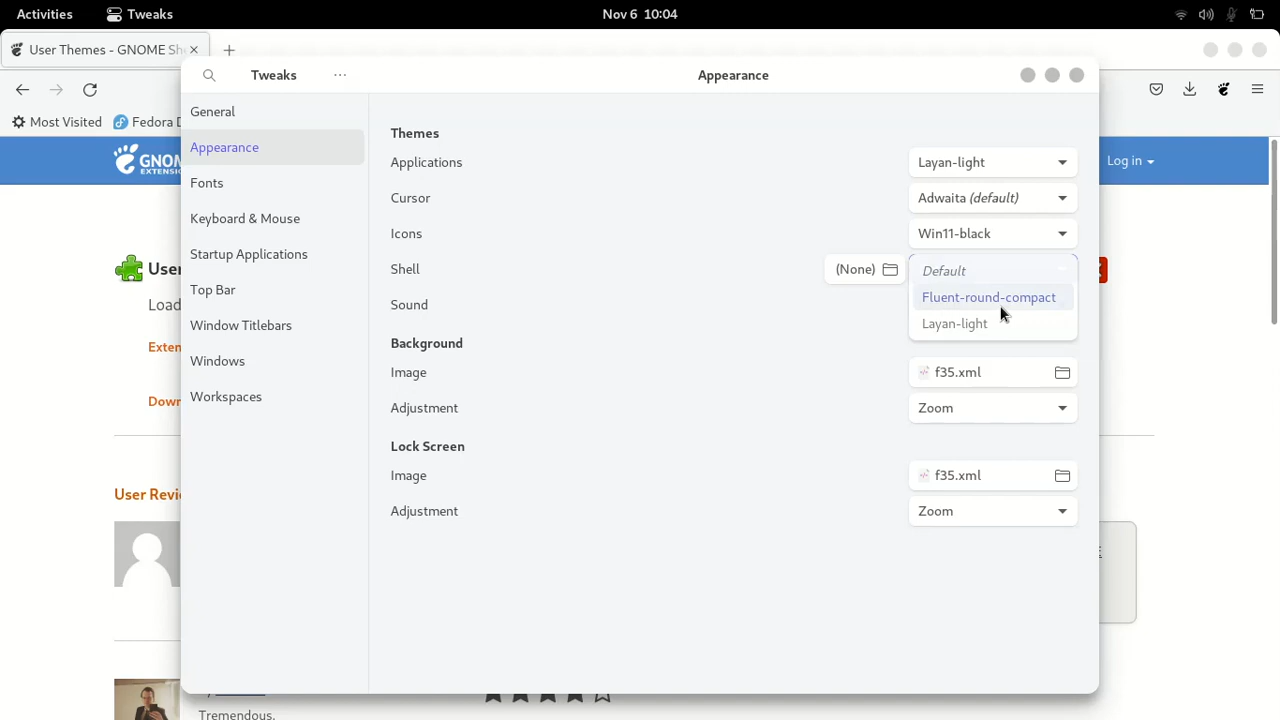 Activities
Tweaks
Nov 6 10:04
User Themes - GNOME Sh
Tweaks
Appearance
Most Visited
Fedora D
General
Appearance
Fonts
Keyboard & Mouse
Startup Applications
Top Bar
Window Titlebars
Windows
Workspaces
Themes
Applications
Layan-light
Cursor
Adwaita (default)
Icons
Win11-black
Shell
(None)
Default
Fluent-round-compact
Layan-light
Sound
Background
Image
f35.xml
Adjustment
Zoom
Lock Screen
Image
f35.xml
Adjustment
Zoom
GNOME
EXTENSION
Log in
User
Load
Exten
Down
User Revie
Tremendous.